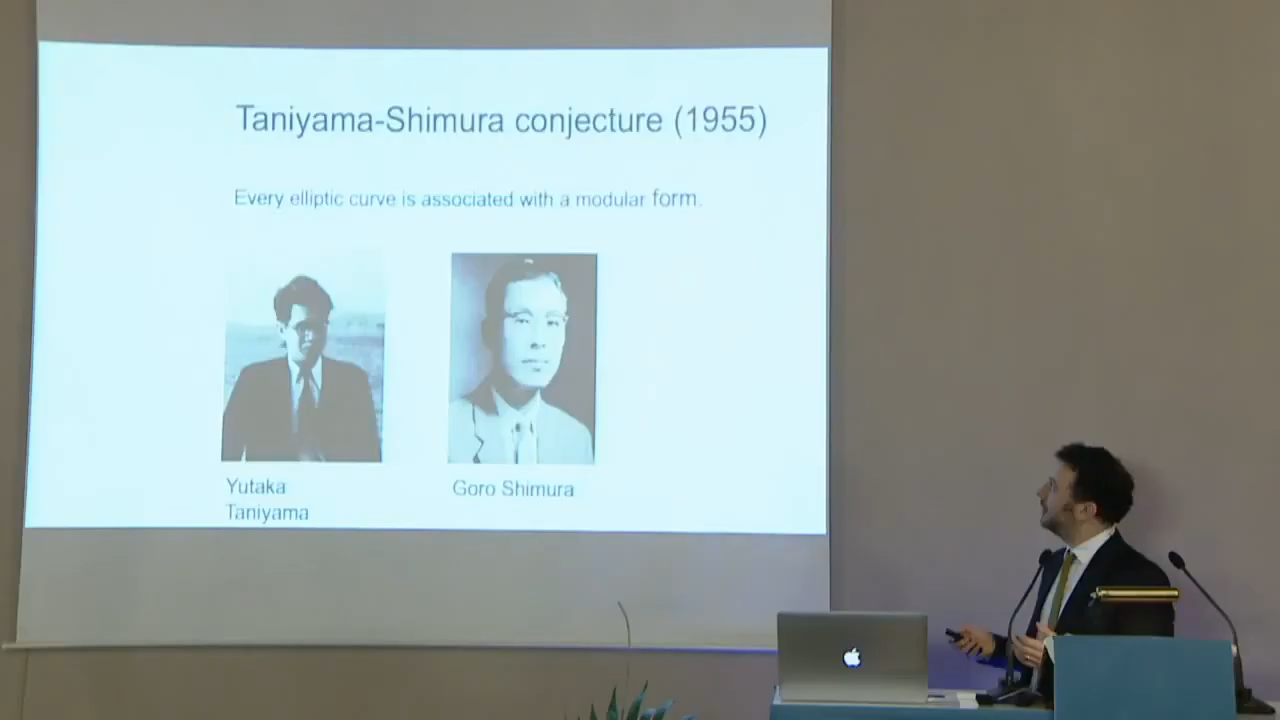 Taniyama-Shimura conjecture (1955)
Every elliptic curve is associated with a modular form.
Yutaka
Taniyama
Goro Shimura